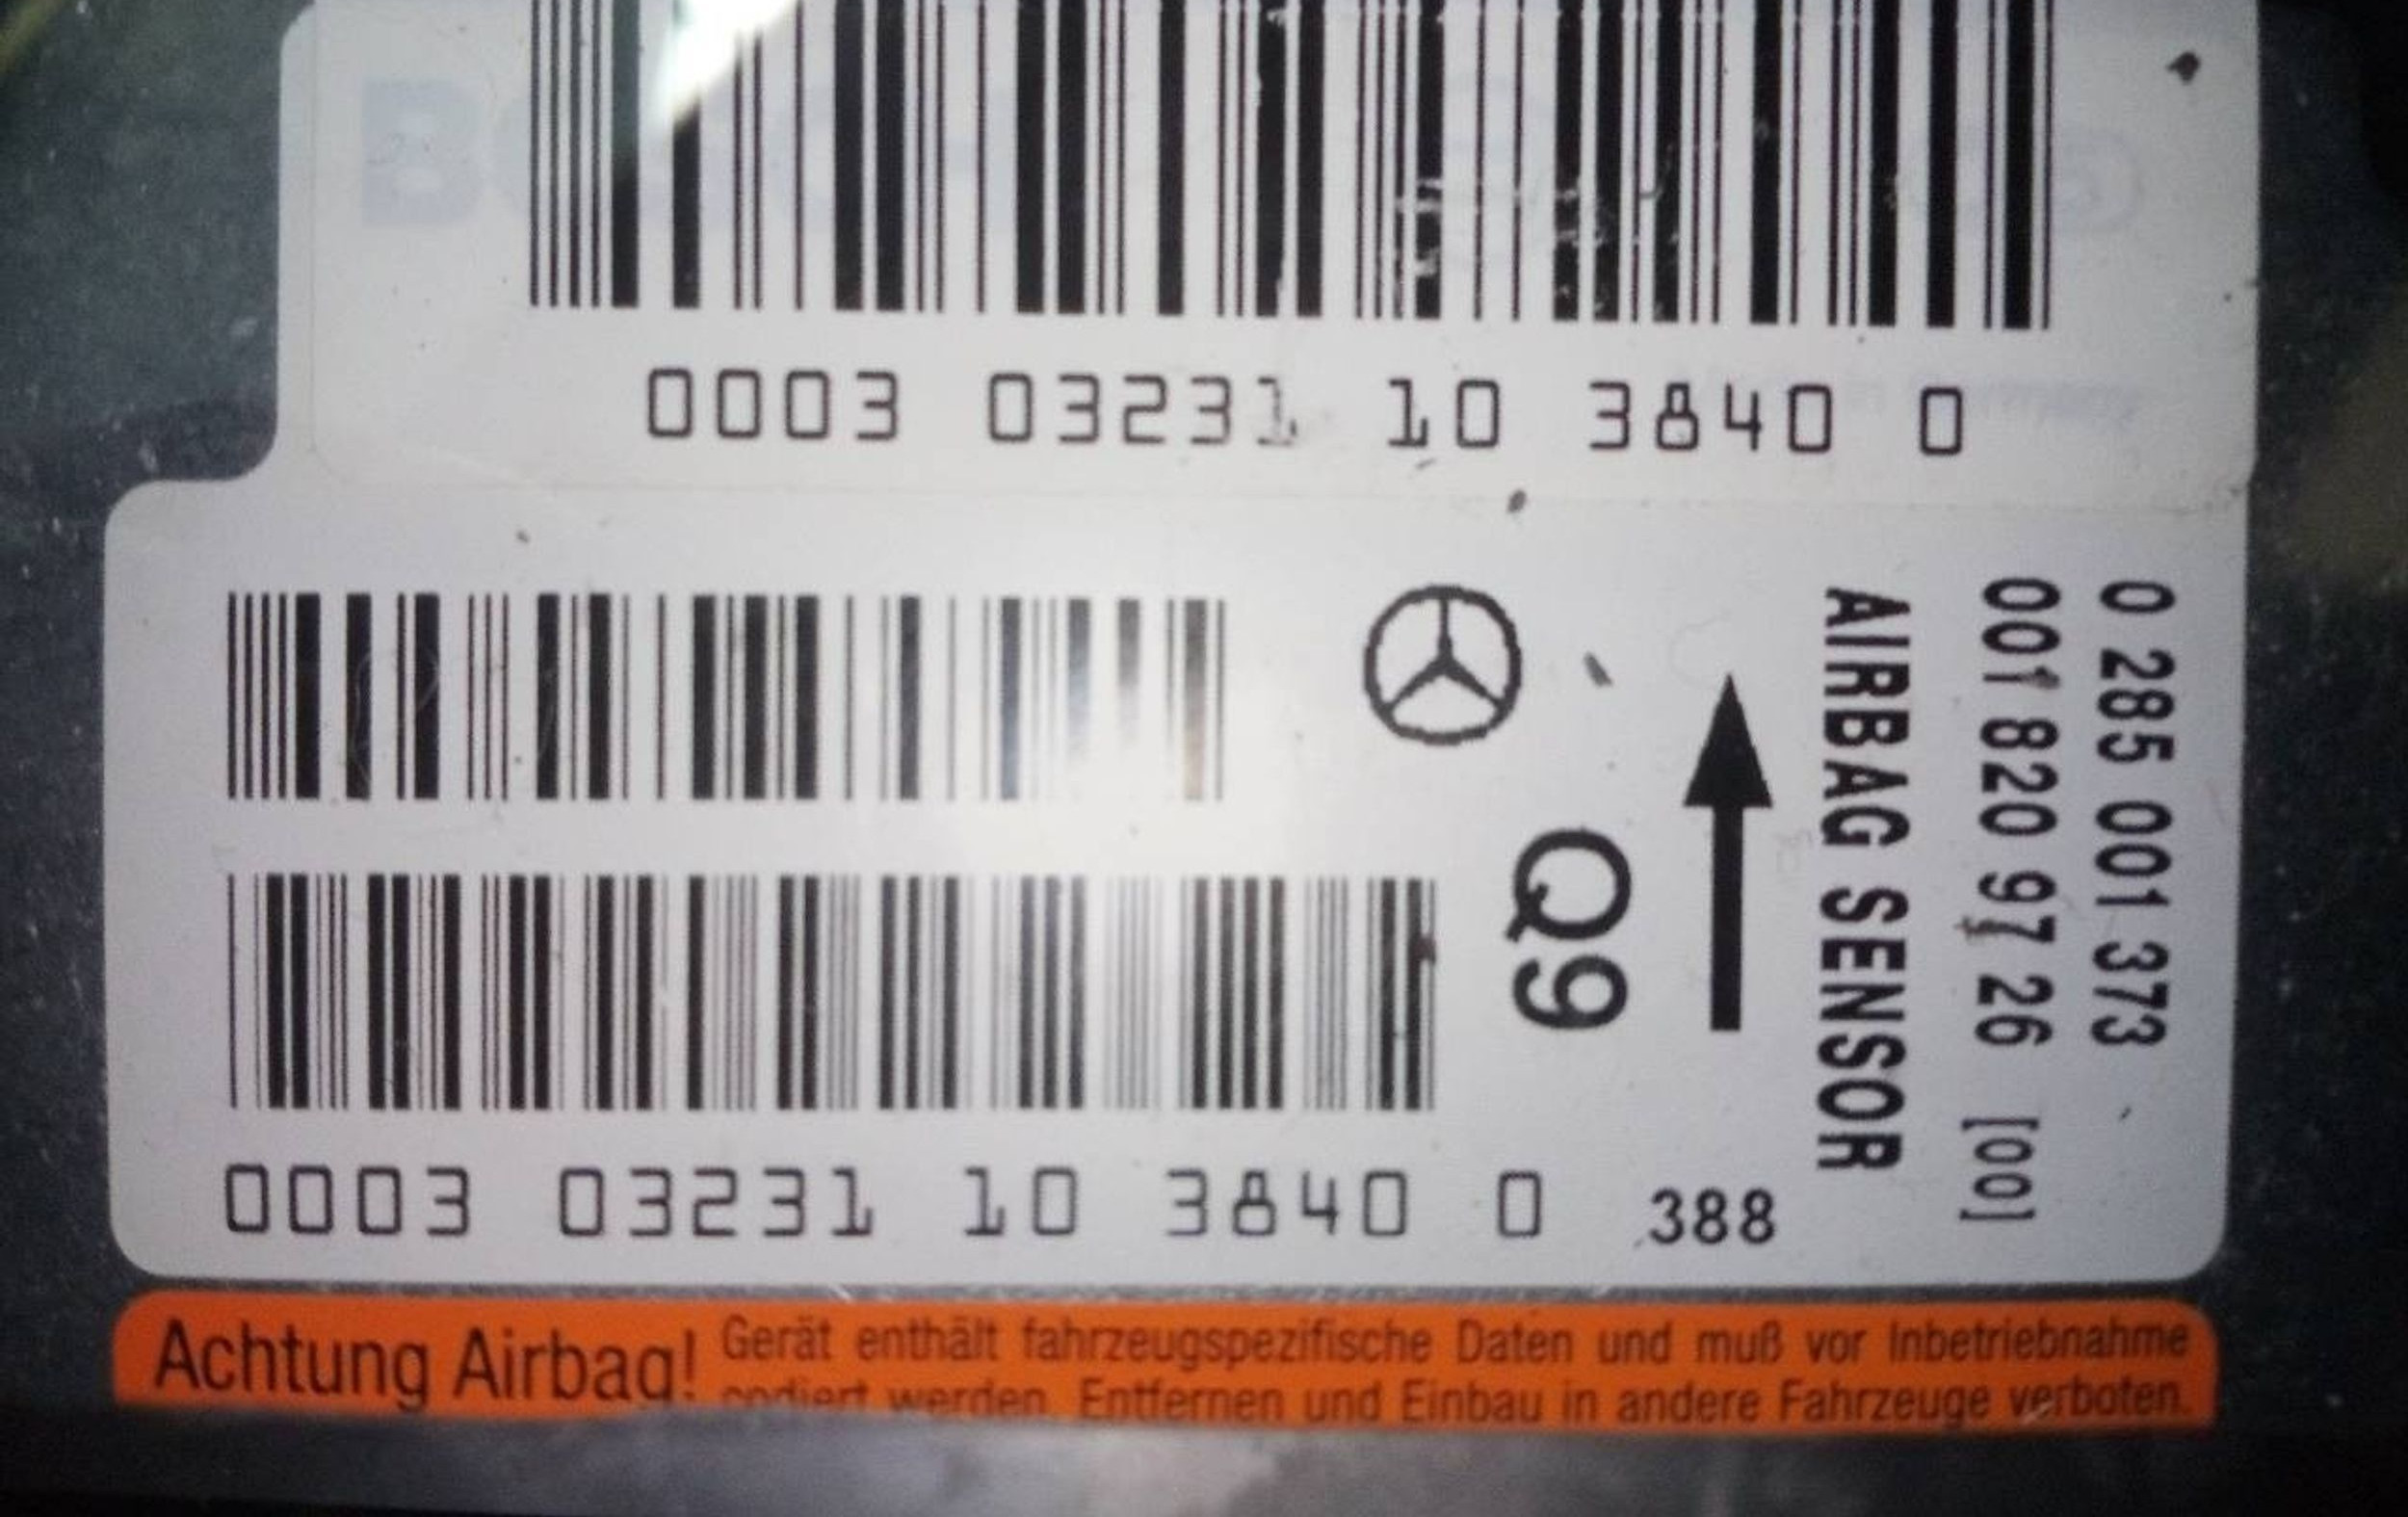 0003 03231 10 3840 0
0 285 001 373
001 820 97 26 [00]
AIRBAG SENSOR
Q9
0003 03231 10 3840 0
388
Achtung Airbag!
Gerät enthält fahrzeugspezifische Daten und muß vor Inbetriebnahme
codiert werden. Entfernen und Einbau in andere Fahrzeuge verboten.